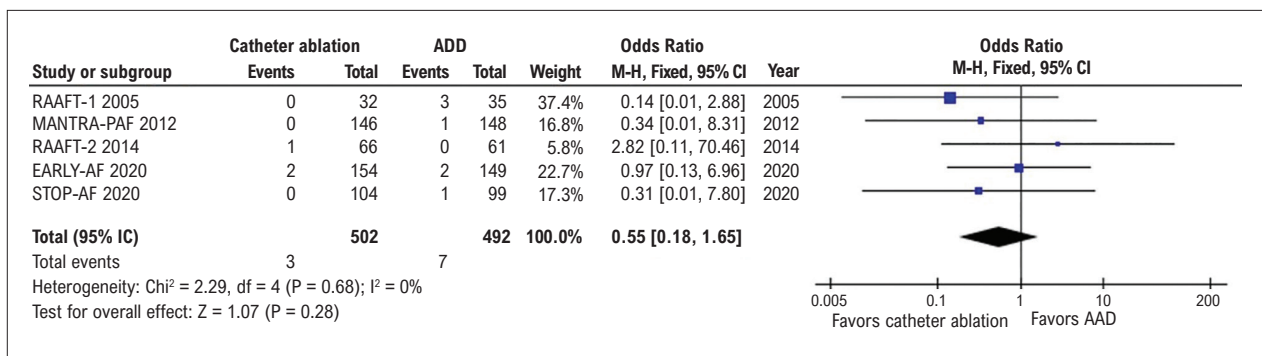 Catheter ablation ADD Odds Ratio Odds Ratio
Study or subgroup Events Total Events Total Weight M-H, Fixed, 95% CI Year M-H, Fixed, 95% CI
RAAFT-1 2005 0 32 3 35 37.4% 0.14 [0.01, 2.88] 2005
MANTRA-PAF 2012 0 146 1 148 16.8% 0.34 [0.01, 8.31] 2012
RAAFT-2 2014 1 66 0 61 5.8% 2.82 [0.11, 70.46] 2014
EARLY-AF 2020 2 154 2 149 22.7% 0.97 [0.13, 6.96] 2020
STOP-AF 2020 0 104 1 99 17.3% 0.31 [0.01, 7.80] 2020
Total (95% IC) 502 492 100.0% 0.55 [0.18, 1.65]
Total events 3 7
Heterogeneity: Chi² = 2.29, df = 4 (P = 0.68); I² = 0%
Test for overall effect: Z = 1.07 (P = 0.28)
0.005 0.1 1 10 200
Favors catheter ablation Favors AAD